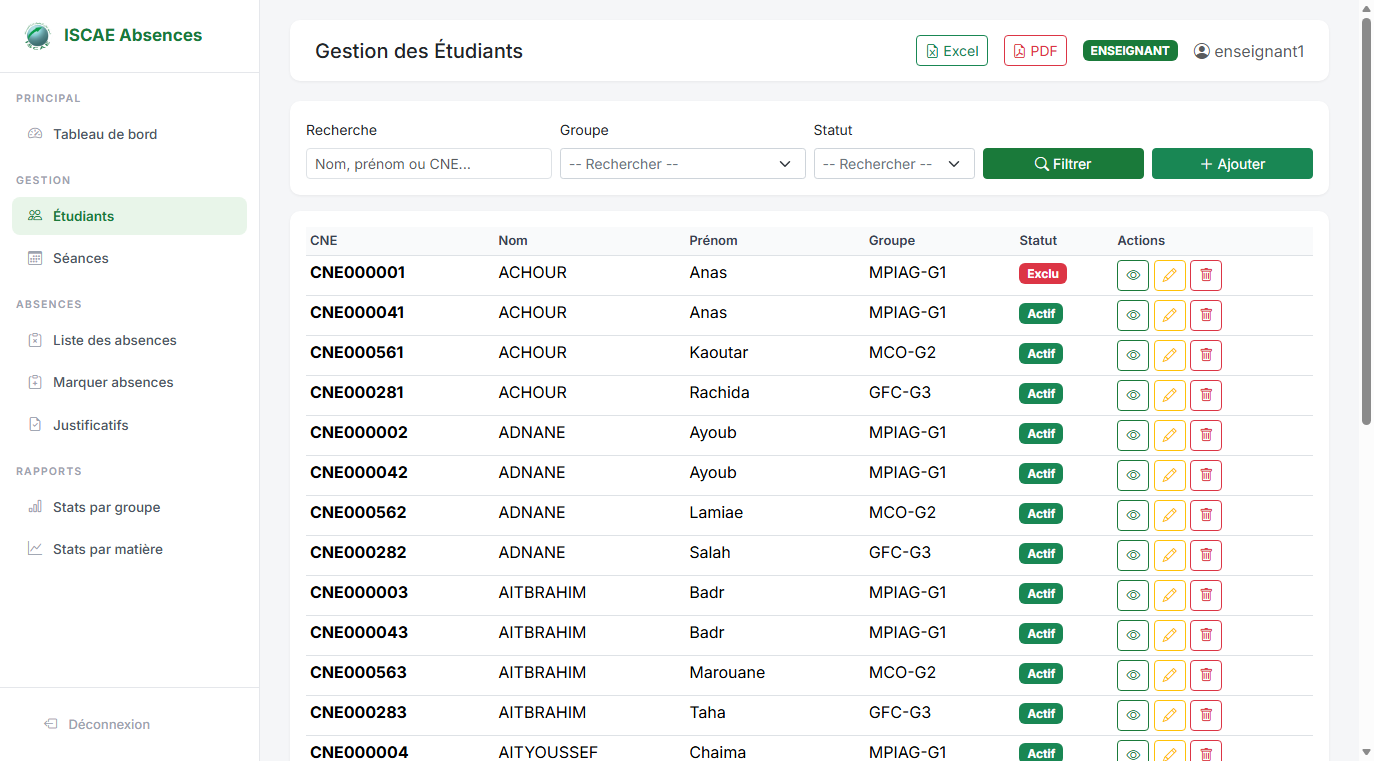 ISCAE Absences
PRINCIPAL
Tableau de bord
GESTION
Étudiants
Séances
ABSENCES
Liste des absences
Marquer absences
Justificatifs
RAPPORTS
Stats par groupe
Stats par matière
Déconnexion
Gestion des Étudiants
Excel PDF ENSEIGNANT enseignant1
Recherche Groupe Statut
Nom, prénom ou CNE... -- Rechercher -- -- Rechercher -- Filtrer + Ajouter
CNE Nom Prénom Groupe Statut Actions
CNE000001 ACHOUR Anas MPIAG-G1 Exclu
CNE000041 ACHOUR Anas MPIAG-G1 Actif
CNE000561 ACHOUR Kaoutar MCO-G2 Actif
CNE000281 ACHOUR Rachida GFC-G3 Actif
CNE000002 ADNANE Ayoub MPIAG-G1 Actif
CNE000042 ADNANE Ayoub MPIAG-G1 Actif
CNE000562 ADNANE Lamiae MCO-G2 Actif
CNE000282 ADNANE Salah GFC-G3 Actif
CNE000003 AITBRAHIM Badr MPIAG-G1 Actif
CNE000043 AITBRAHIM Badr MPIAG-G1 Actif
CNE000563 AITBRAHIM Marouane MCO-G2 Actif
CNE000283 AITBRAHIM Taha GFC-G3 Actif
CNE000004 AITYOUSSEF Chaima MPIAG-G1 Actif